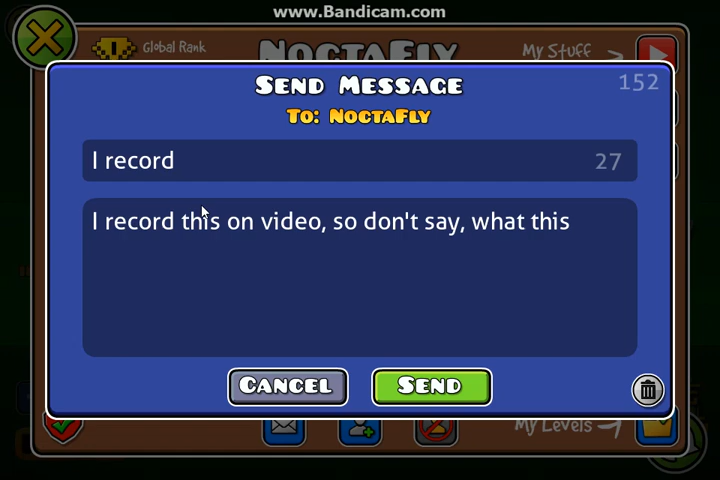 www.Bandicam.com
Global Rank
NoctaFly
My Stuff
Send Message
152
To: NoctaFly
I record
27
I record this on video, so don't say, what this
Cancel
Send
My Levels